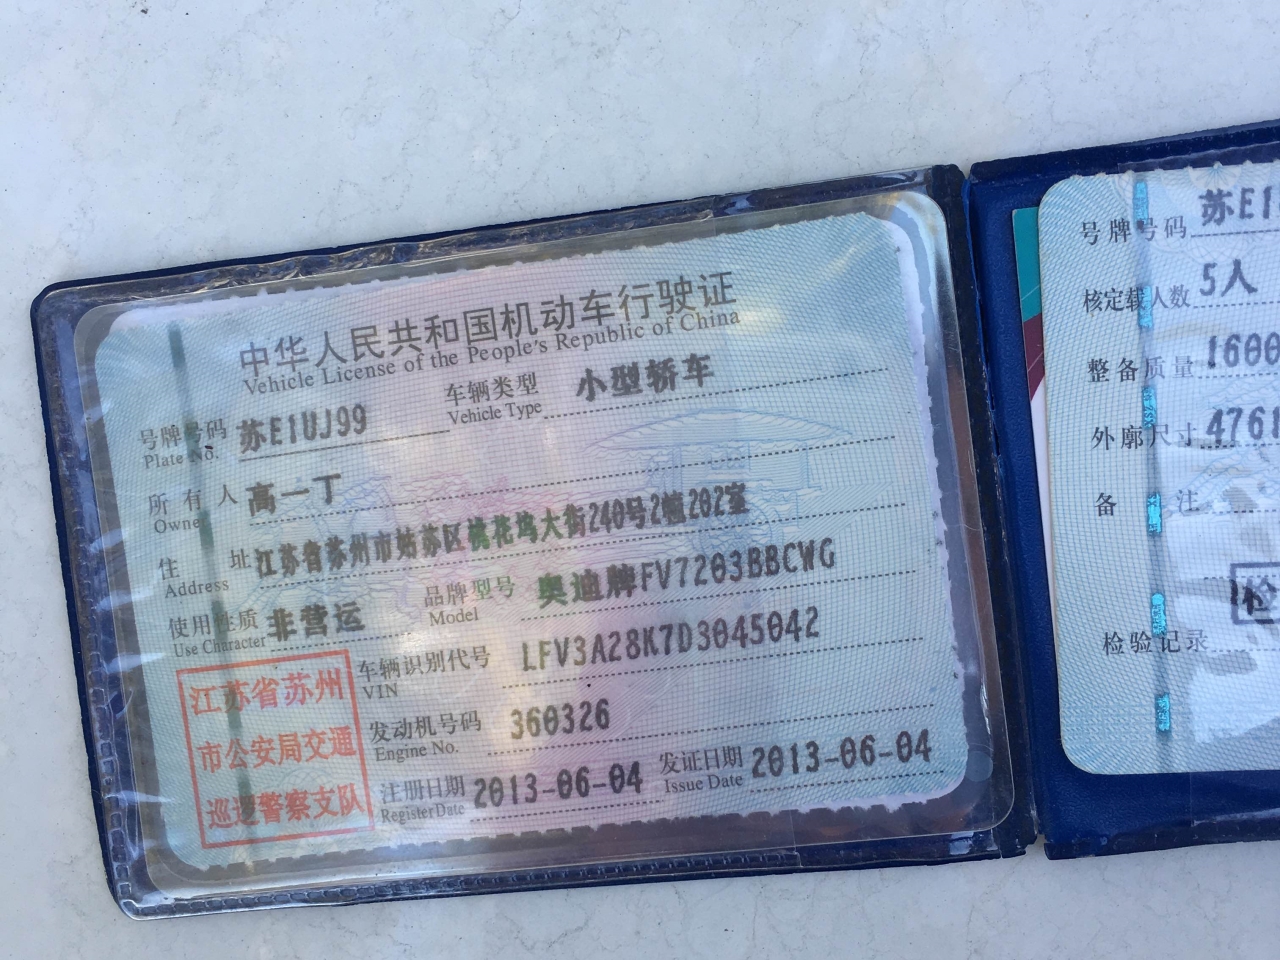 中华人民共和国机动车行驶证
Vehicle License of the People's Republic of China
号牌号码 苏E1UJ99 车辆类型 小型轿车
Plate No. Vehicle Type
所有人 高一丁
Owner
住址 江苏省苏州市姑苏区桃花坞大街240号2幢202室
Address
使用性质 非营运 品牌型号 奥迪牌FV7203BBCWG
Use Character Model
车辆识别代号 LFV3A28K7D3045042
VIN
发动机号码 360326
Engine No.
注册日期 2013-06-04 发证日期 2013-06-04
RegisterDate Issue Date
江苏省苏州
市公安局交通
巡逻警察支队
号牌号码 苏E1
核定载人数 5人
整备质量 1600
外廓尺寸 4761
备注
检
检验记录